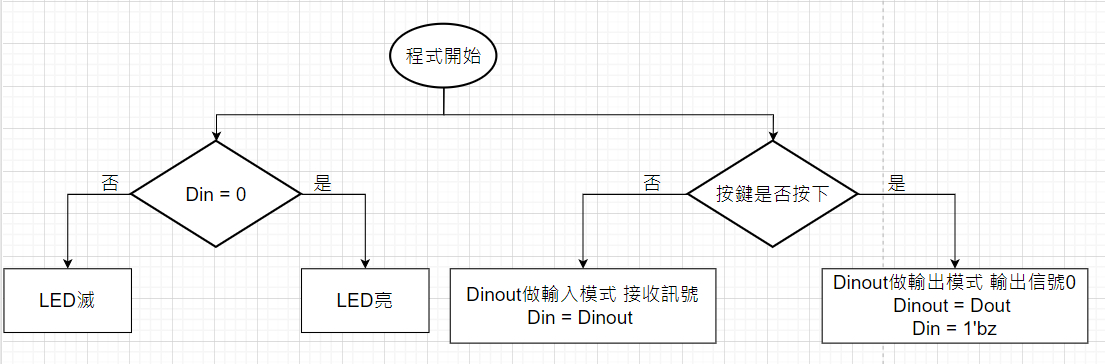 程式開始
Din = 0
否
是
LED滅
LED亮
按鍵是否按下
否
是
Dinout做輸入模式 接收訊號
Din = Dinout
Dinout做輸出模式 輸出信號0
Dinout = Dout
Din = 1'bz